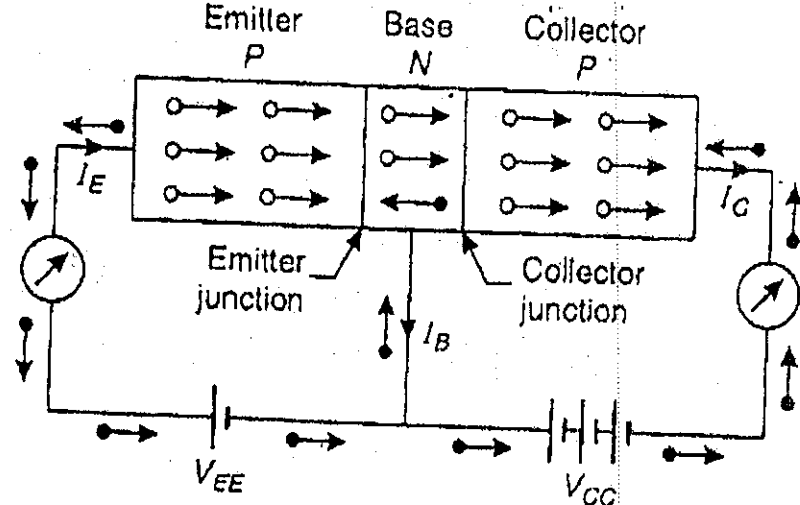 Emitter
P
Base
N
Collector
P
I_E
I_C
Emitter
junction
Collector
junction
I_B
V_EE
V_CC